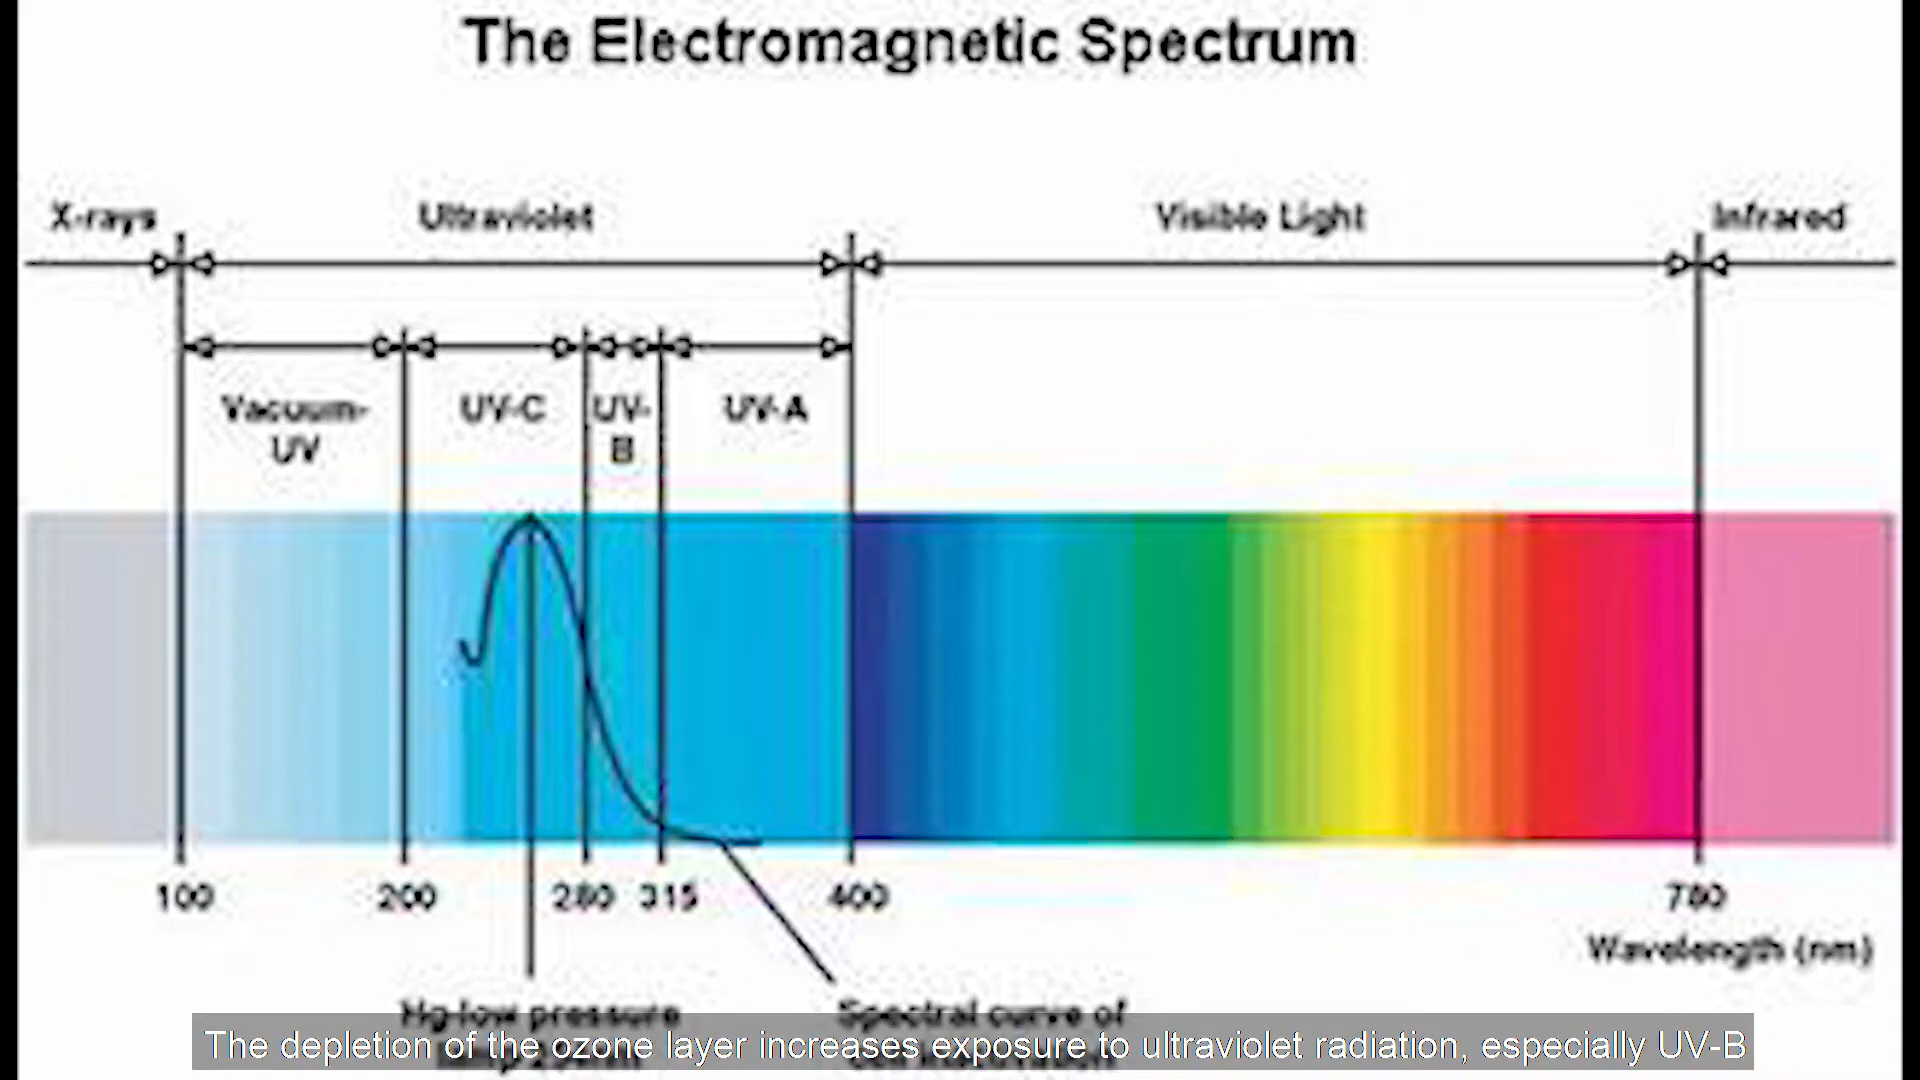 The Electromagnetic Spectrum
X-rays
Ultraviolet
Visible Light
Infrared
Vacuum-
UV
UV-C
UV-
B
UV-A
100
200
280
315
400
780
Wavelength (nm)
Hg-low pressure
Spectral curve of
The depletion of the ozone layer increases exposure to ultraviolet radiation, especially UV-B